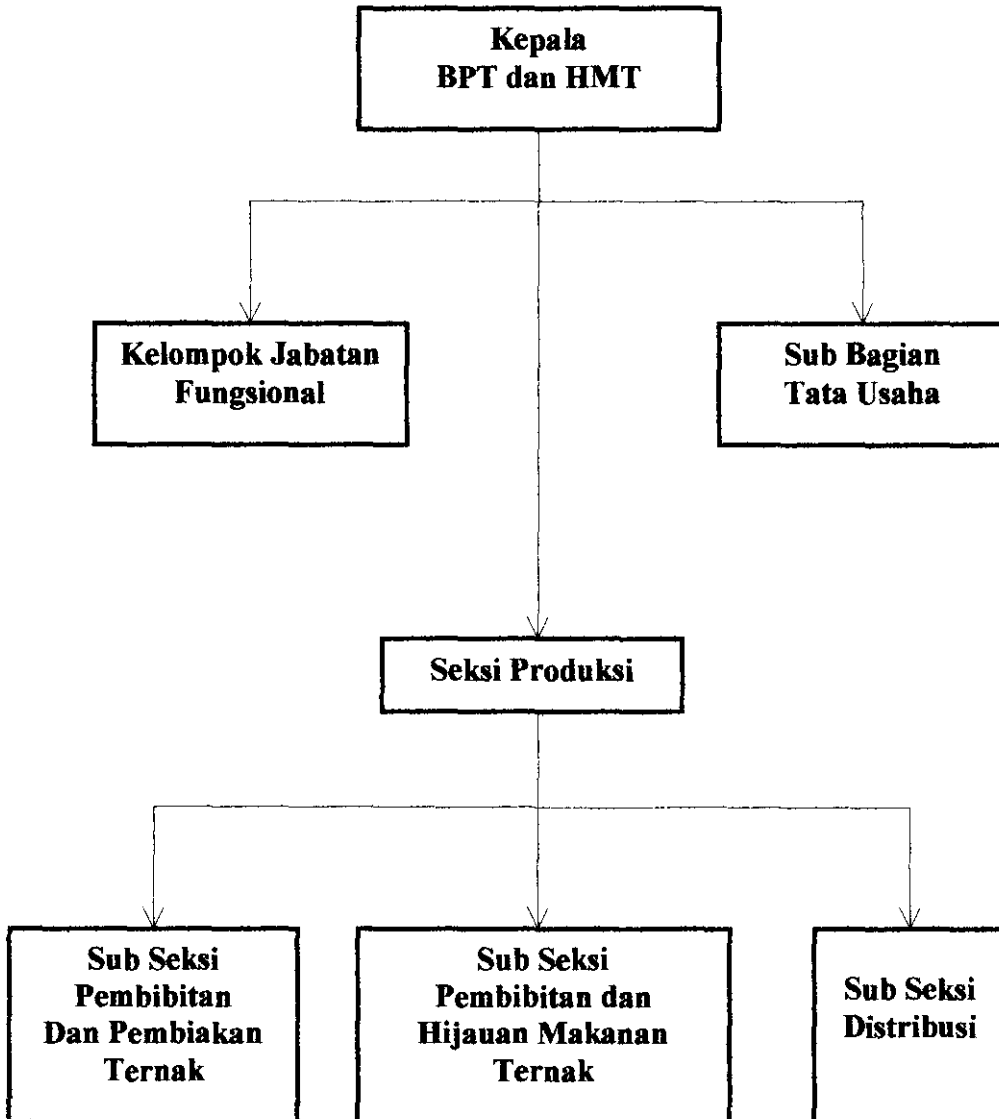 Kepala
BPT dan HMT
Kelompok Jabatan
Fungsional
Sub Bagian
Tata Usaha
Seksi Produksi
Sub Seksi
Pembibitan
Dan Pembiakan
Ternak
Sub Seksi
Pembibitan dan
Hijauan Makanan
Ternak
Sub Seksi
Distribusi